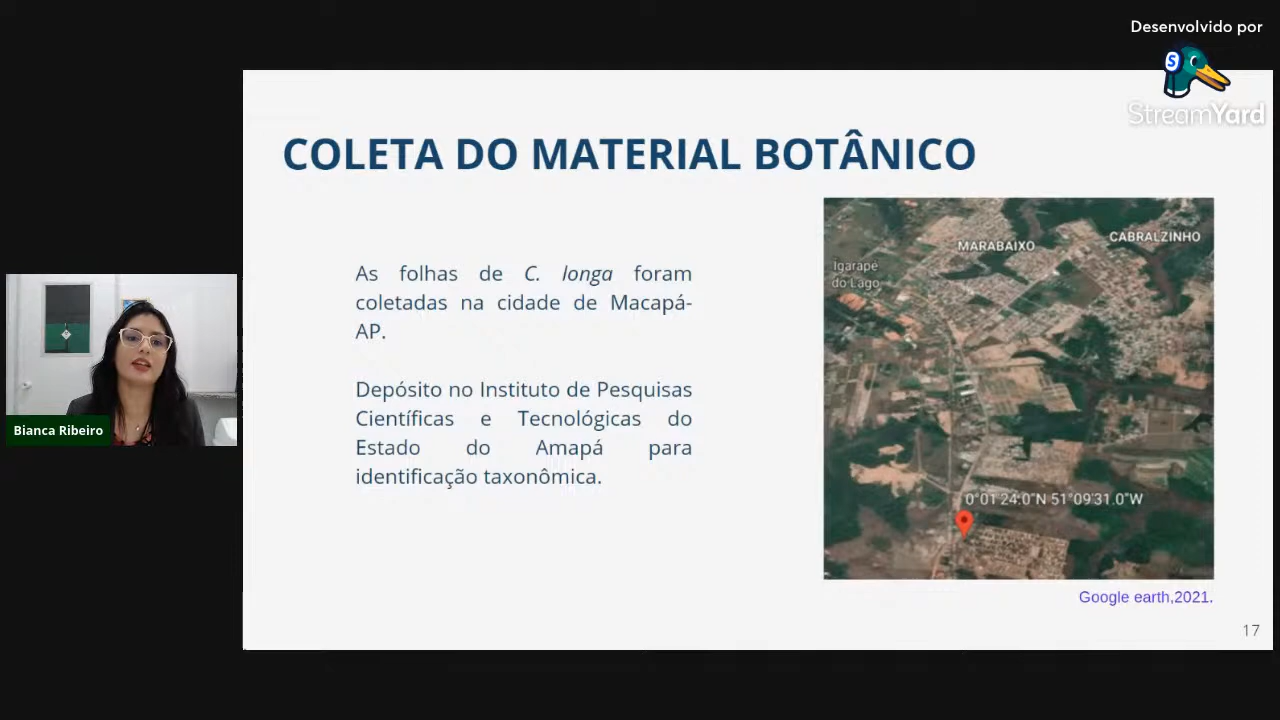 Desenvolvido por
StreamYard
COLETA DO MATERIAL BOTÂNICO
As folhas de C. longa foram
coletadas na cidade de Macapá-
AP.
Depósito no Instituto de Pesquisas
Científicas e Tecnológicas do
Estado do Amapá para
identificação taxonômica.
MARABAIXO
CABRALZINHO
Igarapé
do Lago
0°01'24.0"N 51°09'31.0"W
Google earth,2021.
17
Bianca Ribeiro